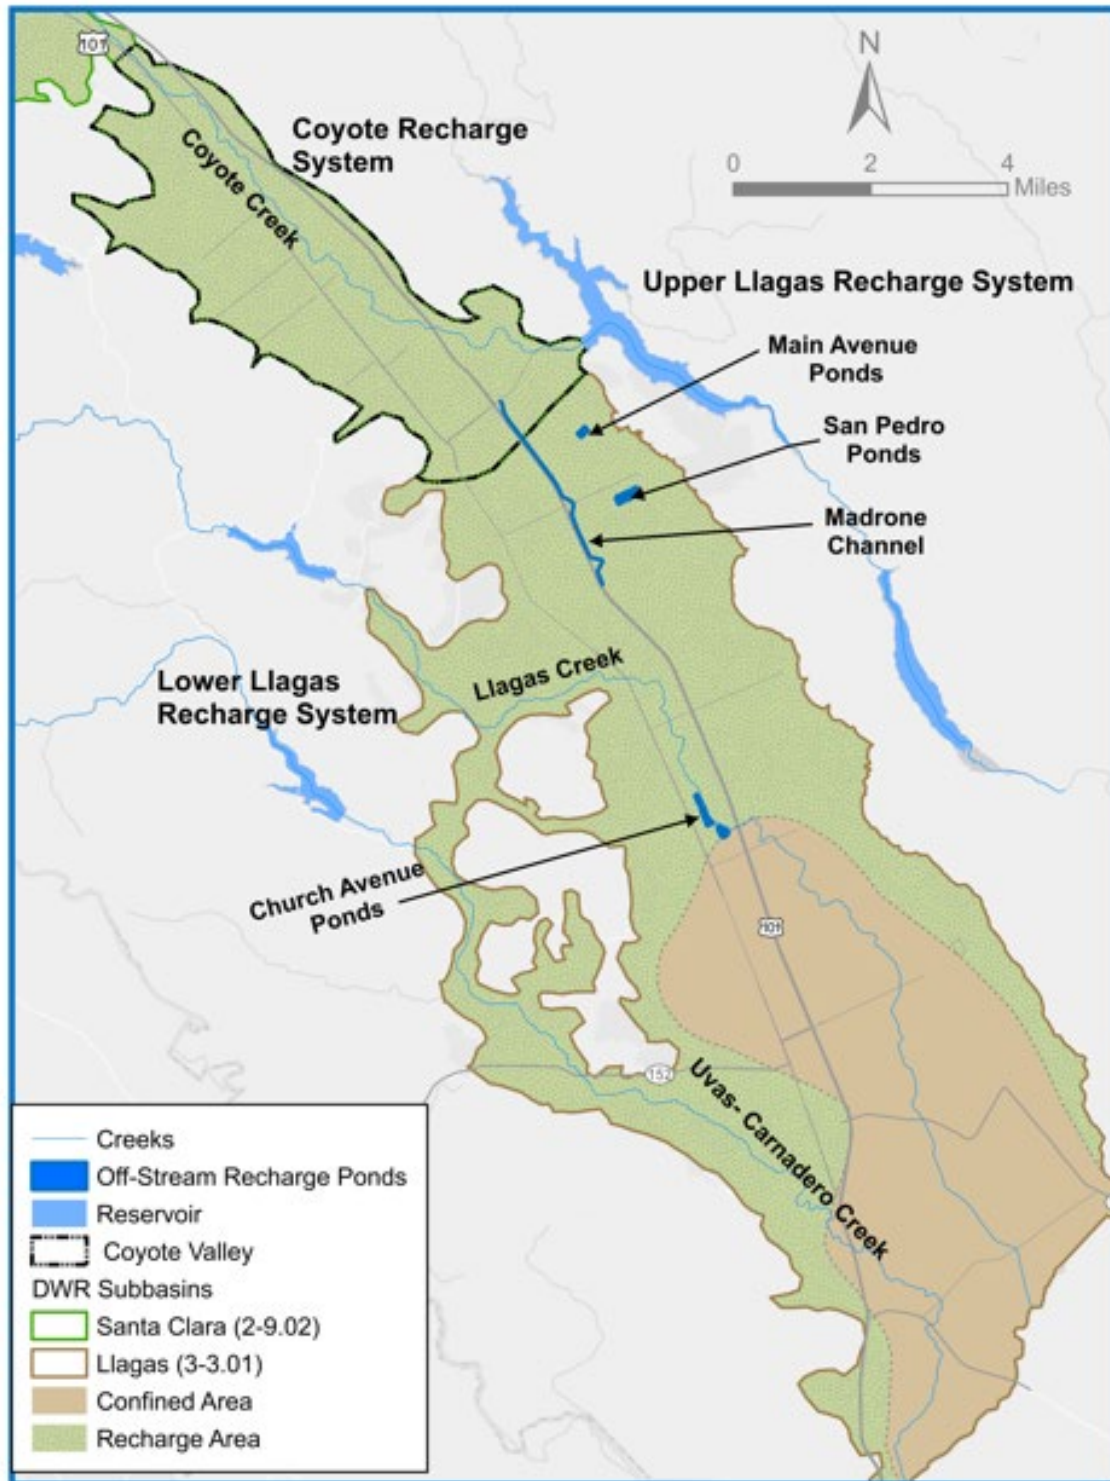 101
N
Coyote Recharge
System
Coyote Creek
0 2 4
Miles
Upper Llagas Recharge System
Main Avenue
Ponds
San Pedro
Ponds
Madrone
Channel
Llagas Creek
Lower Llagas
Recharge System
Church Avenue
Ponds
101
152
Uvas- Carnadero Creek
Creeks
Off-Stream Recharge Ponds
Reservoir
Coyote Valley
DWR Subbasins
Santa Clara (2-9.02)
Llagas (3-3.01)
Confined Area
Recharge Area